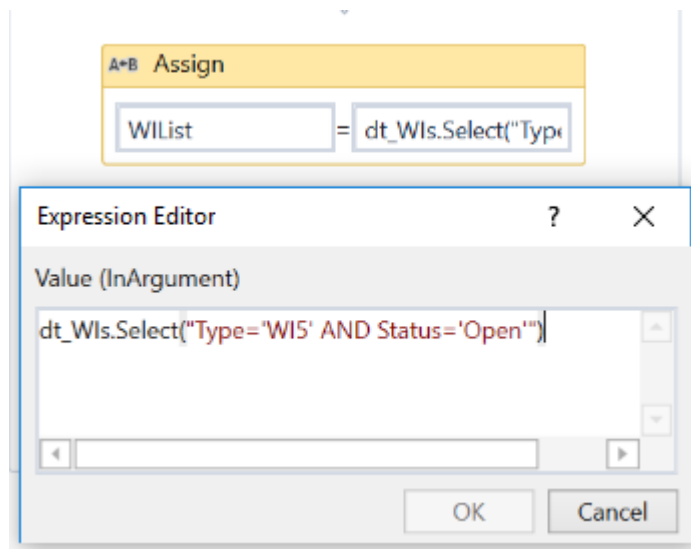 A+B Assign
WIList = dt_WIs.Select("Type
Expression Editor ? ×
Value (InArgument)
dt_WIs.Select("Type='WI5' AND Status='Open'")
OK Cancel